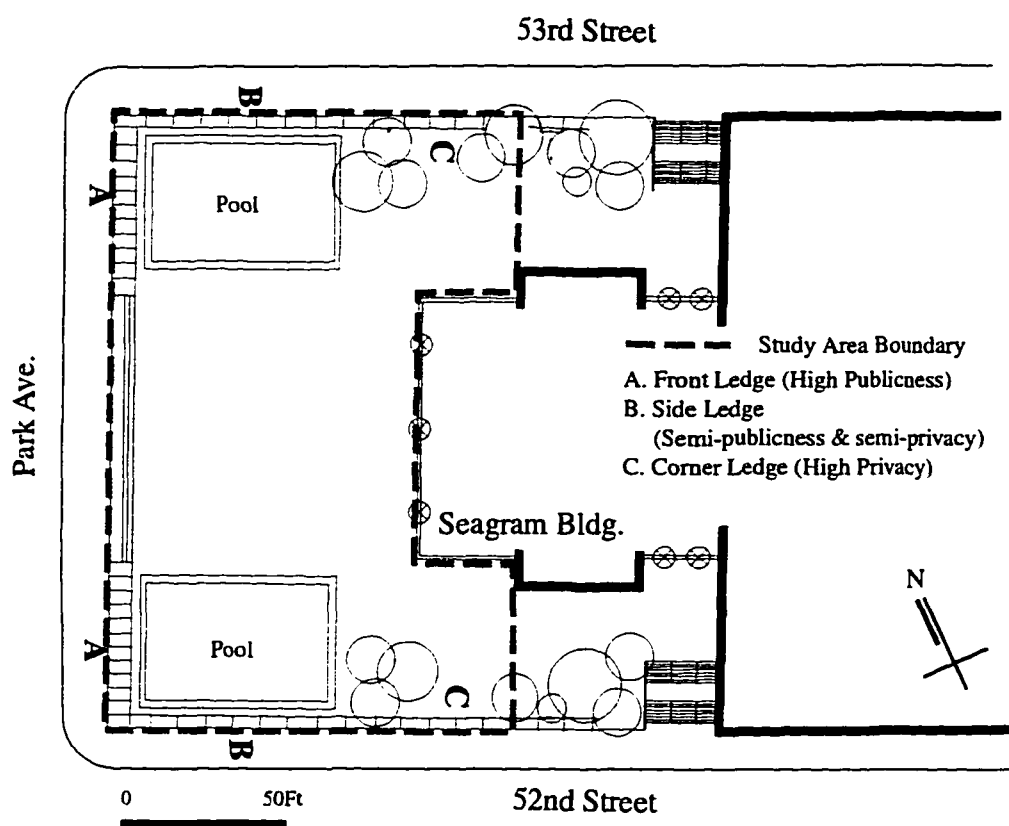 53rd Street
B
C
A
Pool
Study Area Boundary
A. Front Ledge (High Publicness)
B. Side Ledge
(Semi-publicness & semi-privacy)
C. Corner Ledge (High Privacy)
Park Ave.
Seagram Bldg.
N
A
Pool
C
B
0 50Ft
52nd Street